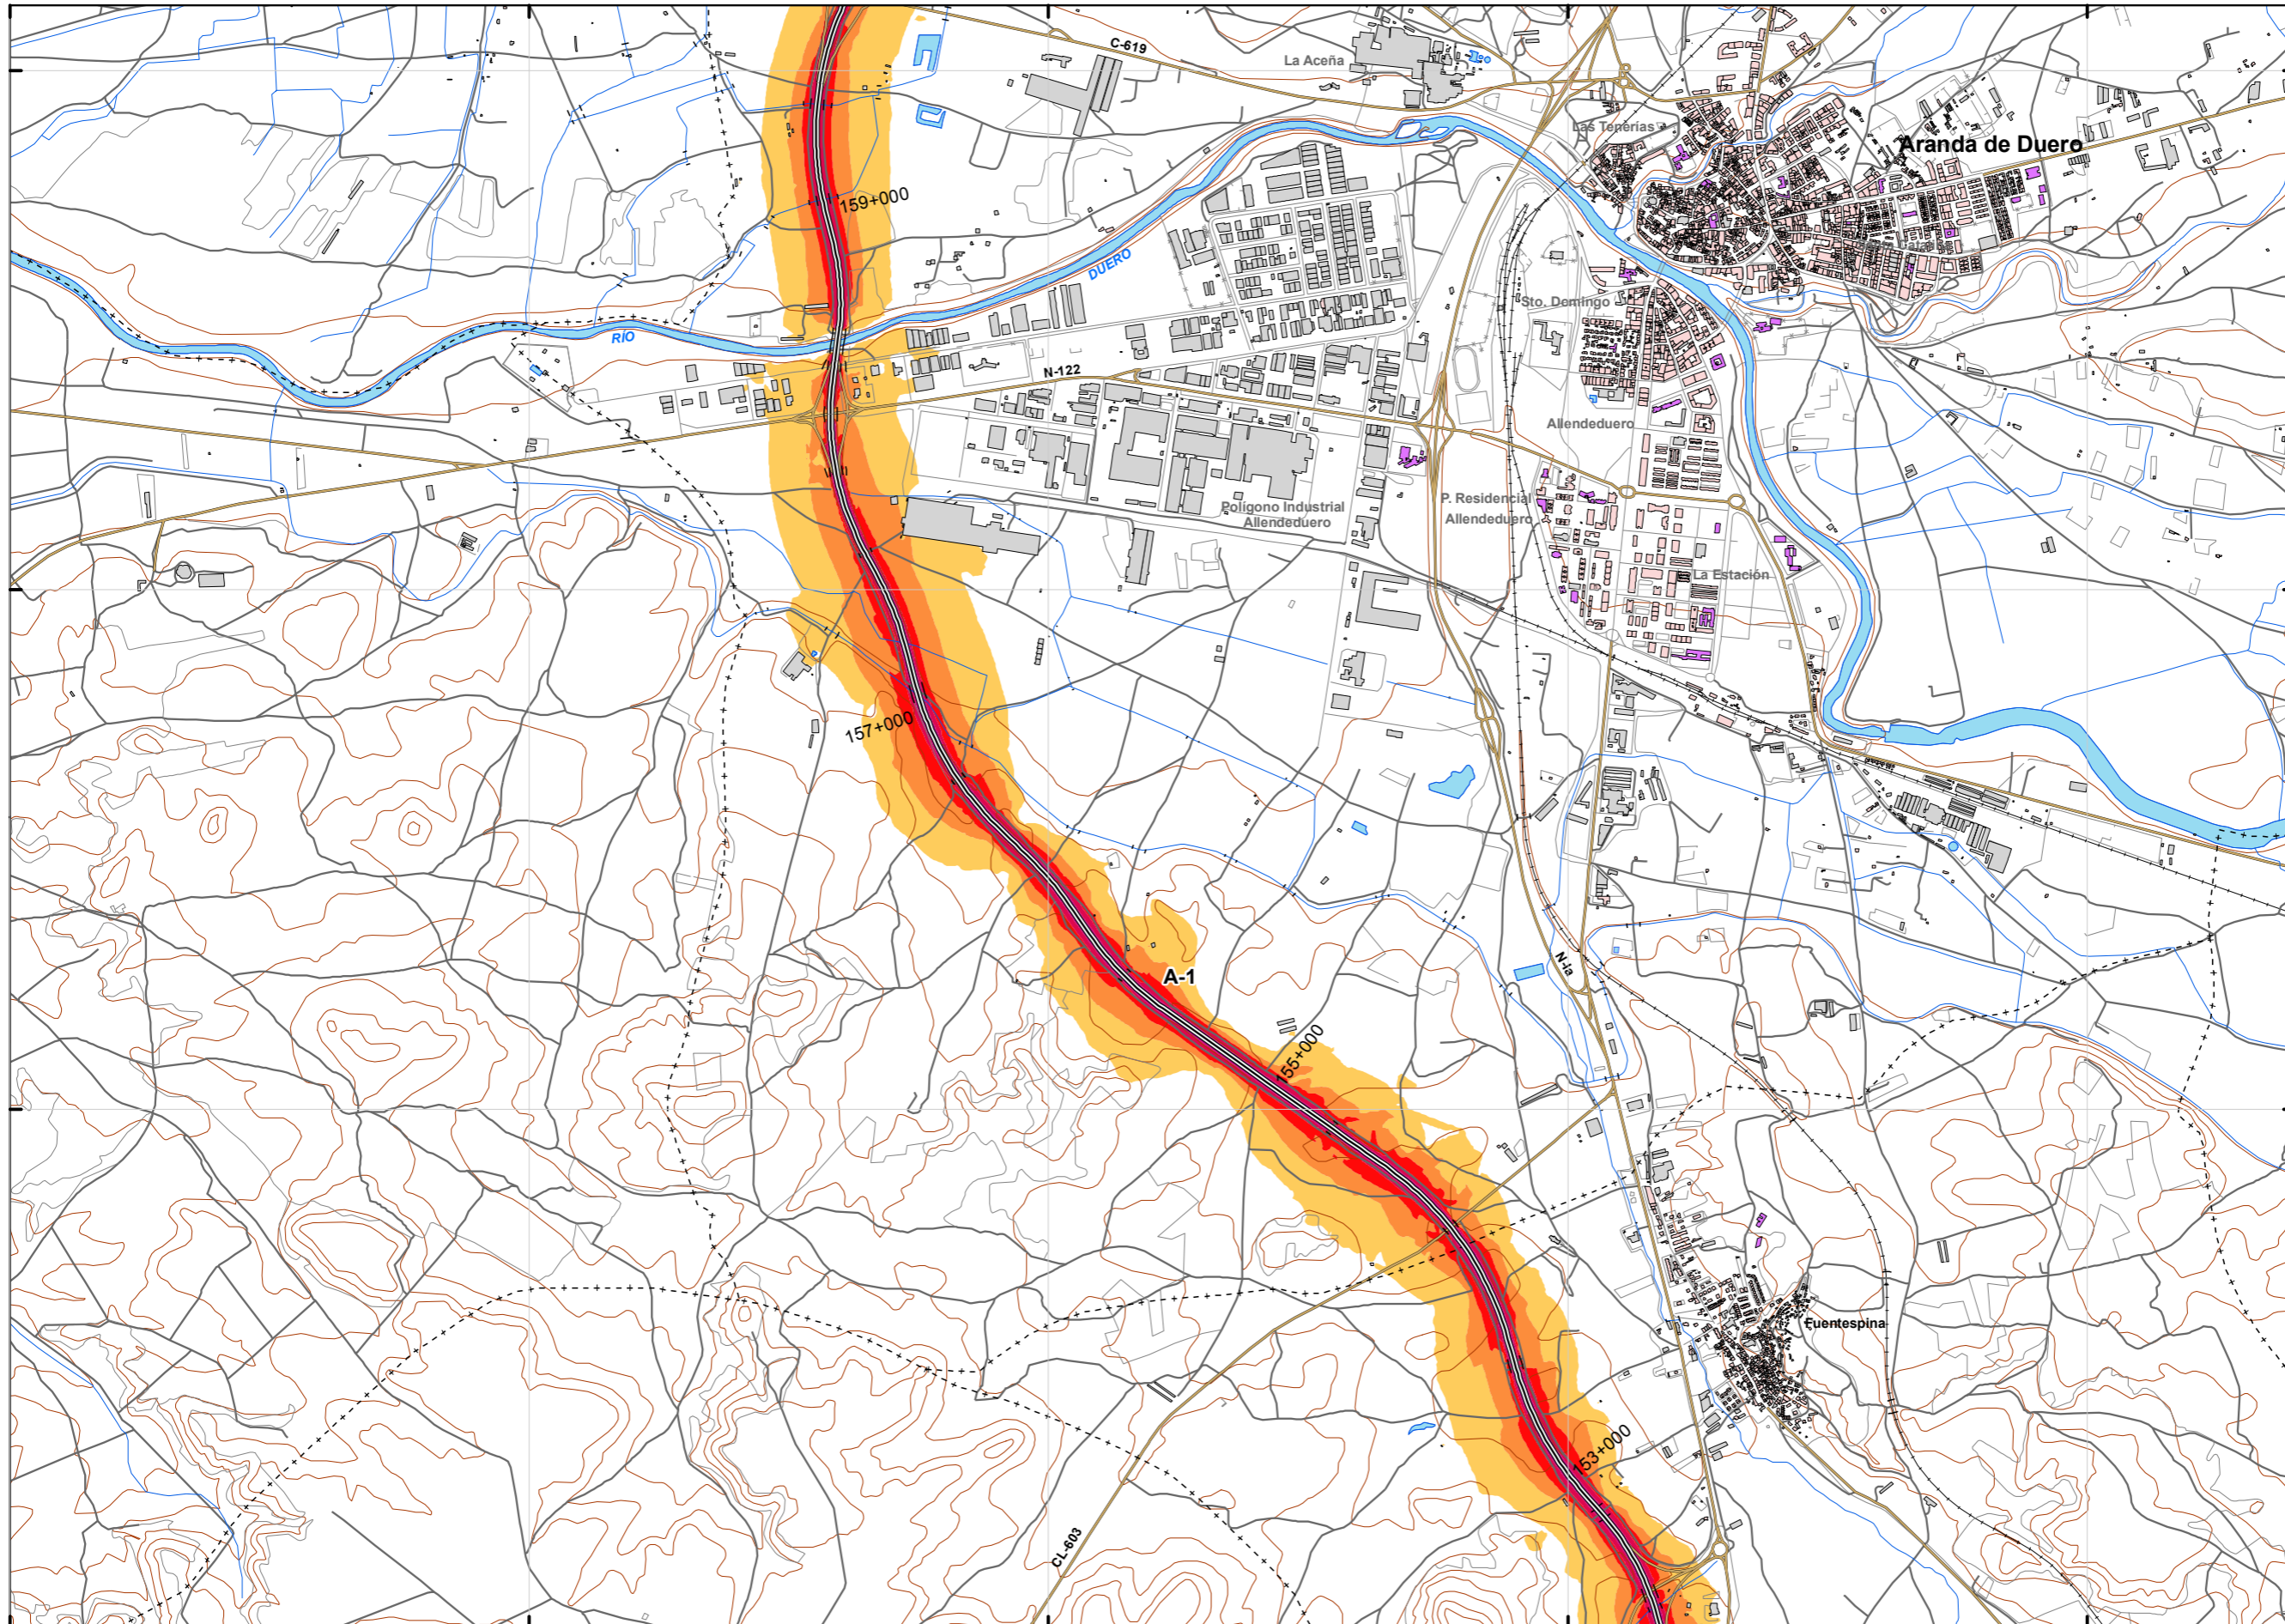 C-619
La Aceña
Las Tenerías
Aranda de Duero
159+000
DUERO
Sto. Domingo
RÍO
N-122
Allendeduero
P. Residencial
Allendeduero
Polígono Industrial
Allendeduero
La Estación
157+000
A-1
N-Ia
155+000
Fuentespina
153+000
CL-603